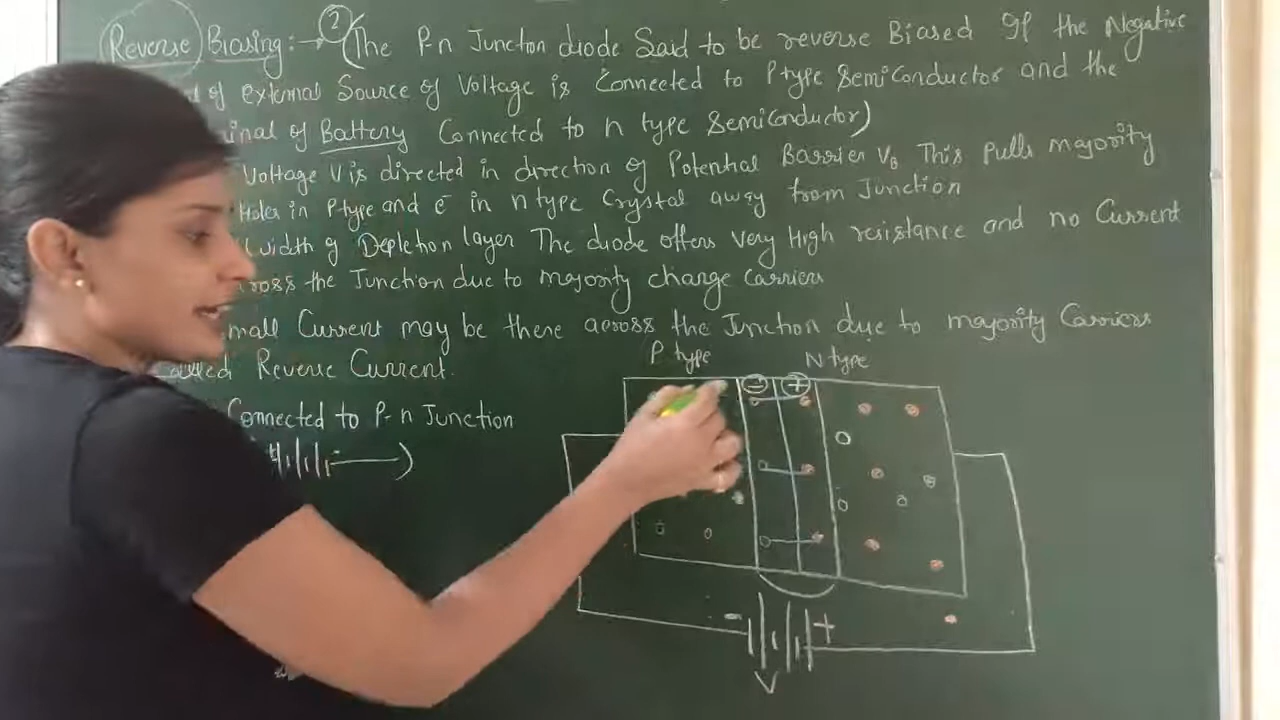 Reverse Biasing:→ 2 (The P-n Junction diode Said to be reverse Biased If the Negative
of external Source of Voltage is Connected to P type Semiconductor and the
inal of Battery Connected to n type Semiconductor)
Voltage V is directed in direction of Potential Barrier VB This pulls majority
Holes in P type and e⁻ in n type Crystal away from Junction
width of Depletion layer The diode offers very High resistance and no Current
ross the Junction due to majority charge Carriers
mall Current may be there across the Junction due to majority Carriers
Called Reverse Current.
P type N type
- +
Connected to P-n Junction
- +
V